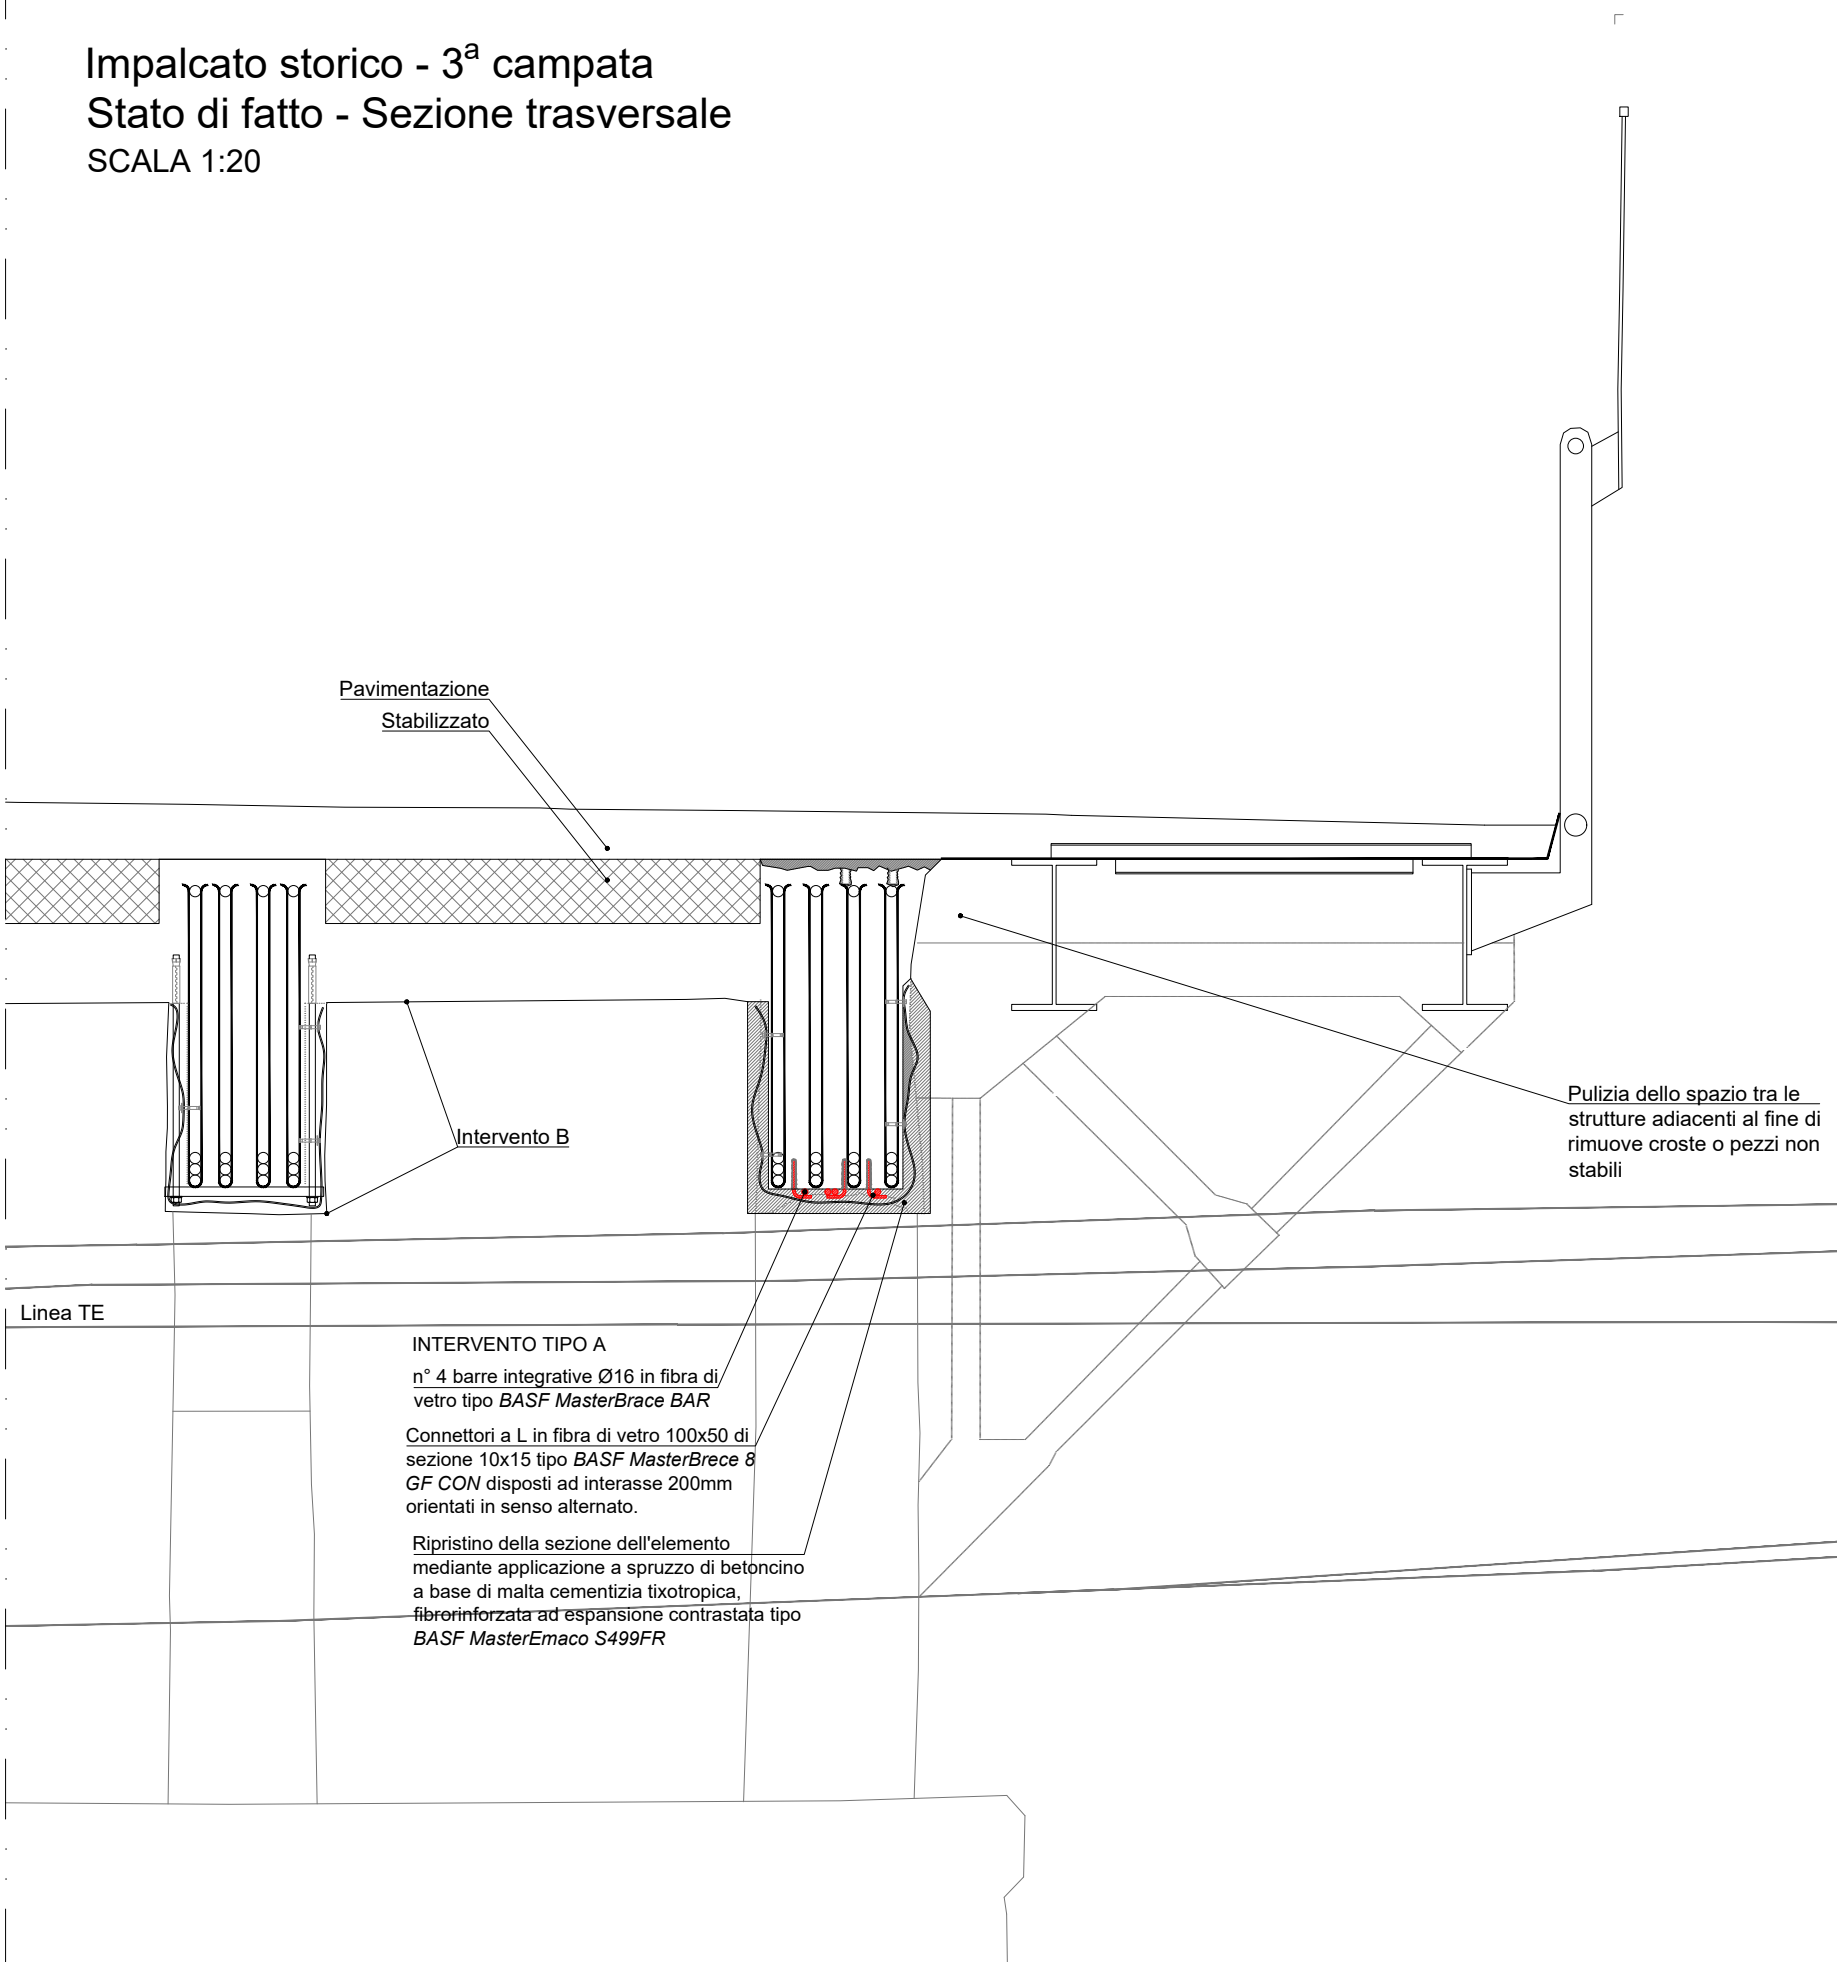 Impalcato storico - 3ª campata
Stato di fatto - Sezione trasversale
SCALA 1:20
Pavimentazione
Stabilizzato
Pulizia dello spazio tra le
strutture adiacenti al fine di
rimuove croste o pezzi non
stabili
Intervento B
Linea TE
INTERVENTO TIPO A
n° 4 barre integrative Ø16 in fibra di
vetro tipo BASF MasterBrace BAR
Connettori a L in fibra di vetro 100x50 di
sezione 10x15 tipo BASF MasterBrece 8
GF CON disposti ad interasse 200mm
orientati in senso alternato.
Ripristino della sezione dell'elemento
mediante applicazione a spruzzo di betoncino
a base di malta cementizia tixotropica,
fibrorinforzata ad espansione contrastata tipo
BASF MasterEmaco S499FR